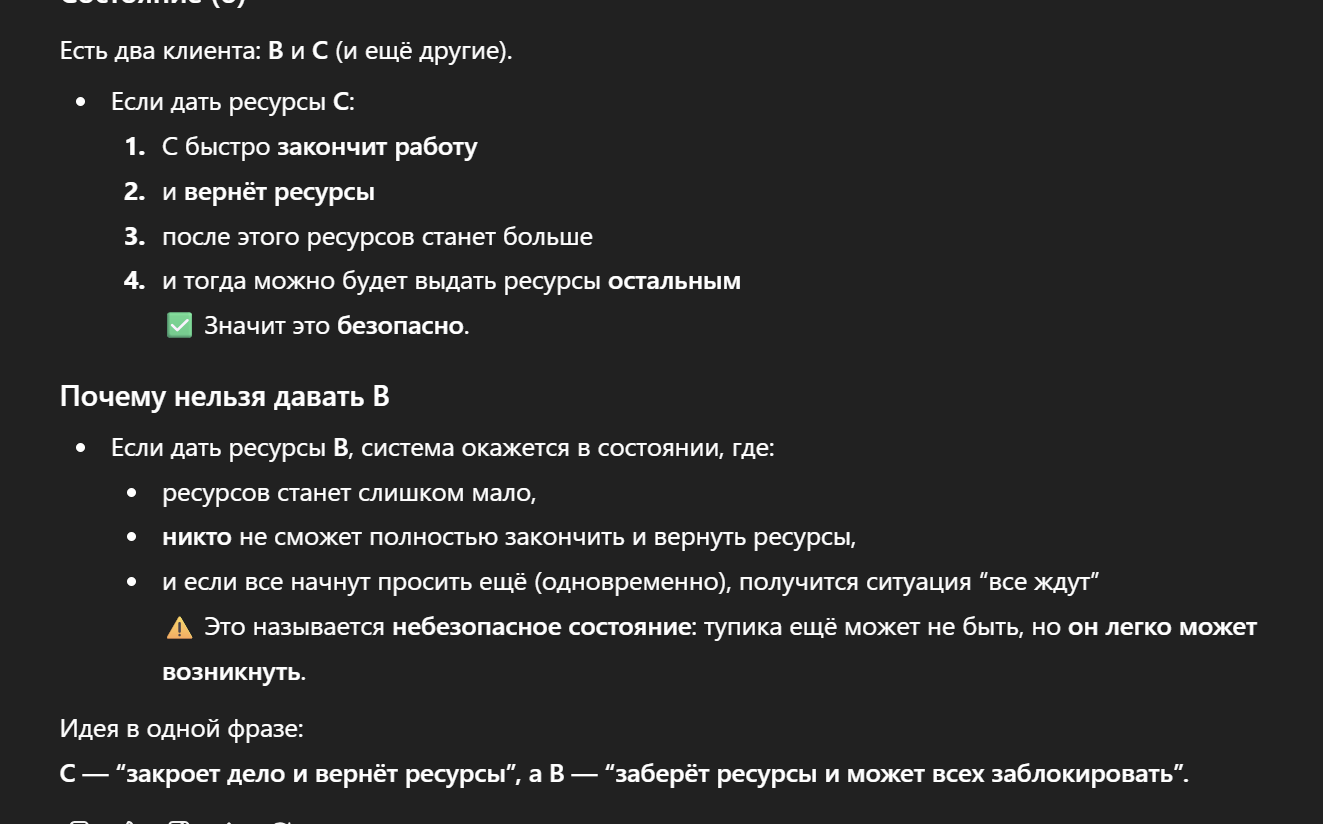 Состояние (б)
Есть два клиента: B и C (и ещё другие).
• Если дать ресурсы C:
1. C быстро закончит работу
2. и вернёт ресурсы
3. после этого ресурсов станет больше
4. и тогда можно будет выдать ресурсы остальным
✅ Значит это безопасно.
Почему нельзя давать B
• Если дать ресурсы B, система окажется в состоянии, где:
• ресурсов станет слишком мало,
• никто не сможет полностью закончить и вернуть ресурсы,
• и если все начнут просить ещё (одновременно), получится ситуация “все ждут”
⚠️ Это называется небезопасное состояние: тупика ещё может не быть, но он легко может
возникнуть.
Идея в одной фразе:
C — “закроет дело и вернёт ресурсы”, а B — “заберёт ресурсы и может всех заблокировать”.